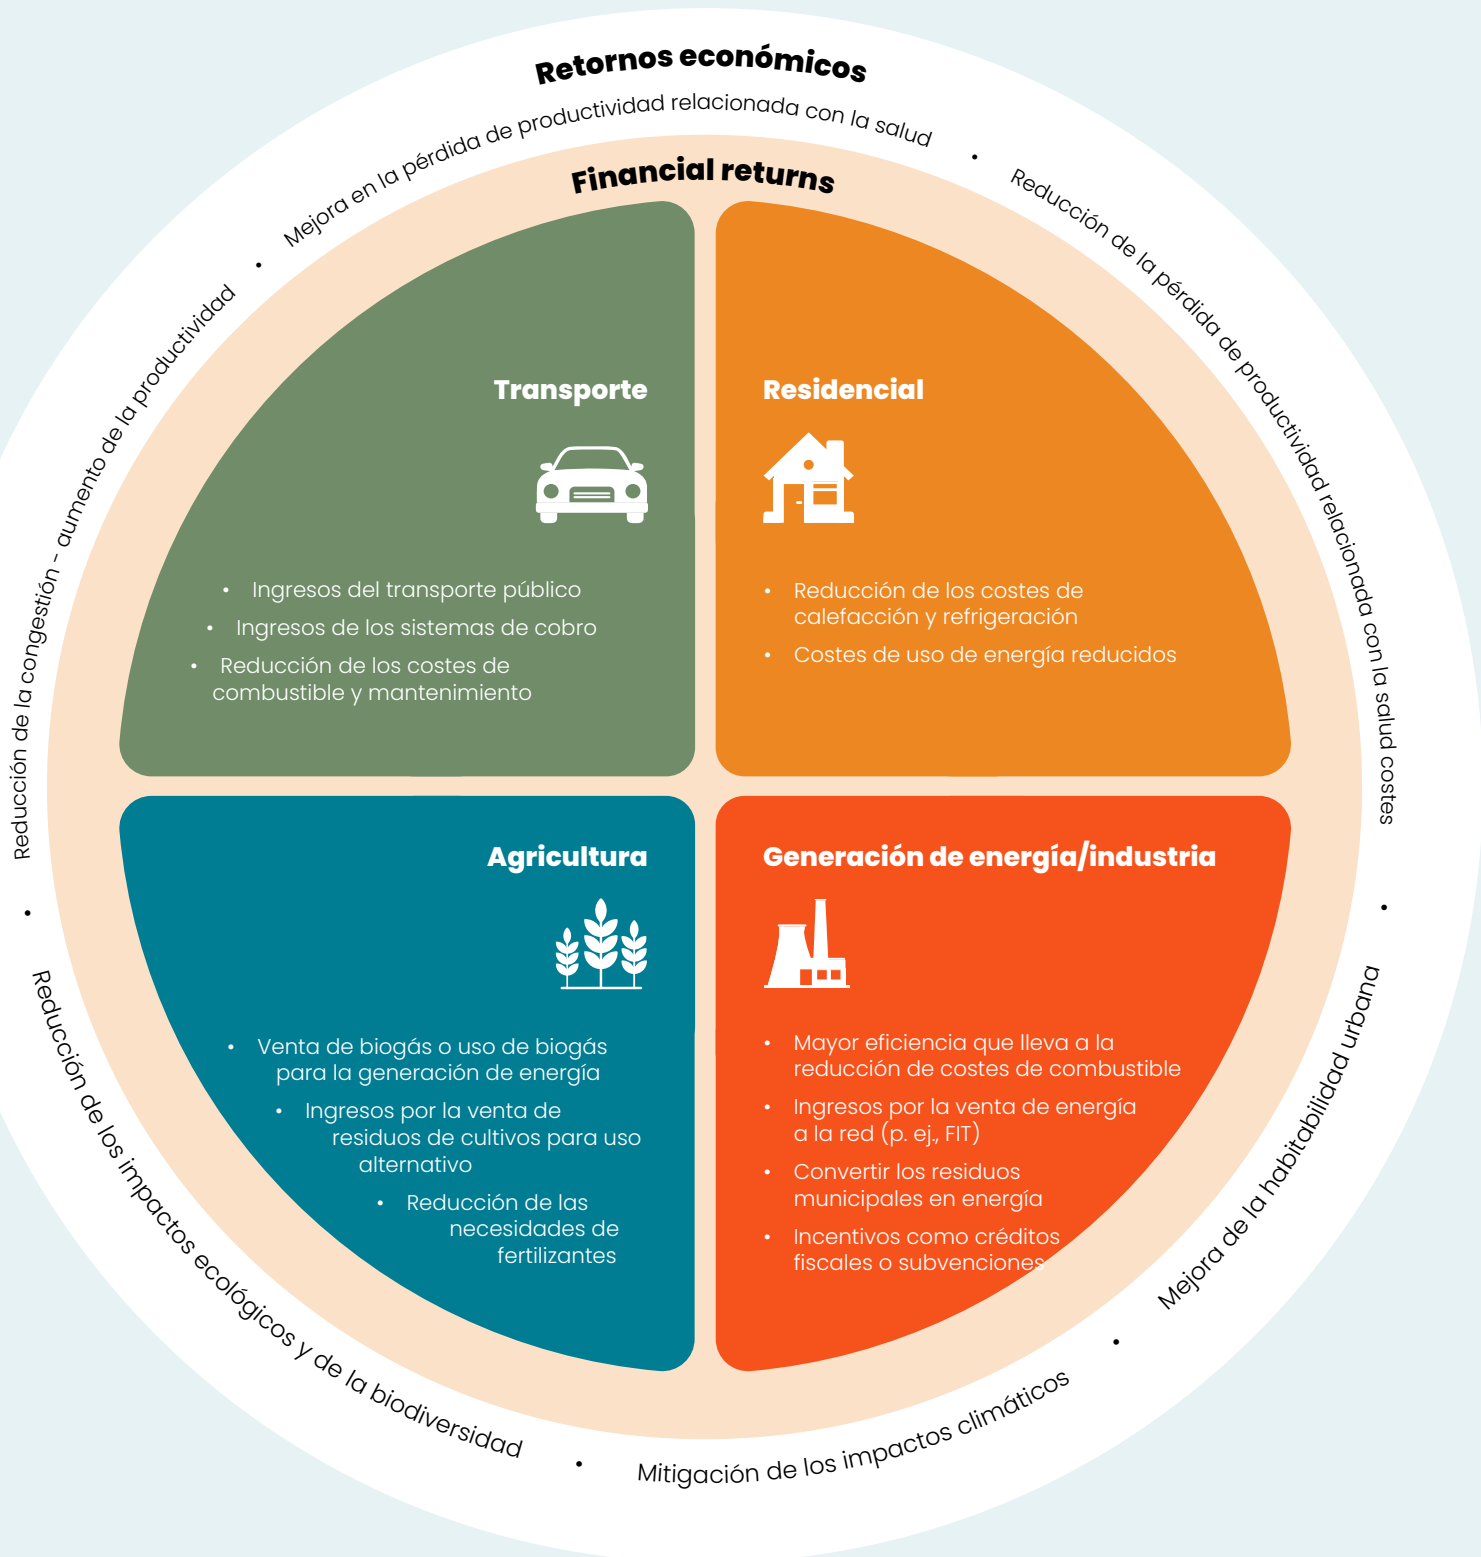 Retornos económicos
Mejora en la pérdida de productividad relacionada con la salud
•
Reducción de la pérdida de productividad relacionada con la salud costes
•
Mejora de la habitabilidad urbana
•
Mitigación de los impactos climáticos
•
Reducción de los impactos ecológicos y de la biodiversidad
•
Reducción de la congestión - aumento de la productividad
•
Financial returns
Transporte
• Ingresos del transporte público
• Ingresos de los sistemas de cobro
• Reducción de los costes de
combustible y mantenimiento
Residencial
• Reducción de los costes de
calefacción y refrigeración
• Costes de uso de energía reducidos
Agricultura
• Venta de biogás o uso de biogás
para la generación de energía
• Ingresos por la venta de
residuos de cultivos para uso
alternativo
• Reducción de las
necesidades de
fertilizantes
Generación de energía/industria
• Mayor eficiencia que lleva a la
reducción de costes de combustible
• Ingresos por la venta de energía
a la red (p. ej., FIT)
• Convertir los residuos
municipales en energía
• Incentivos como créditos
fiscales o subvenciones